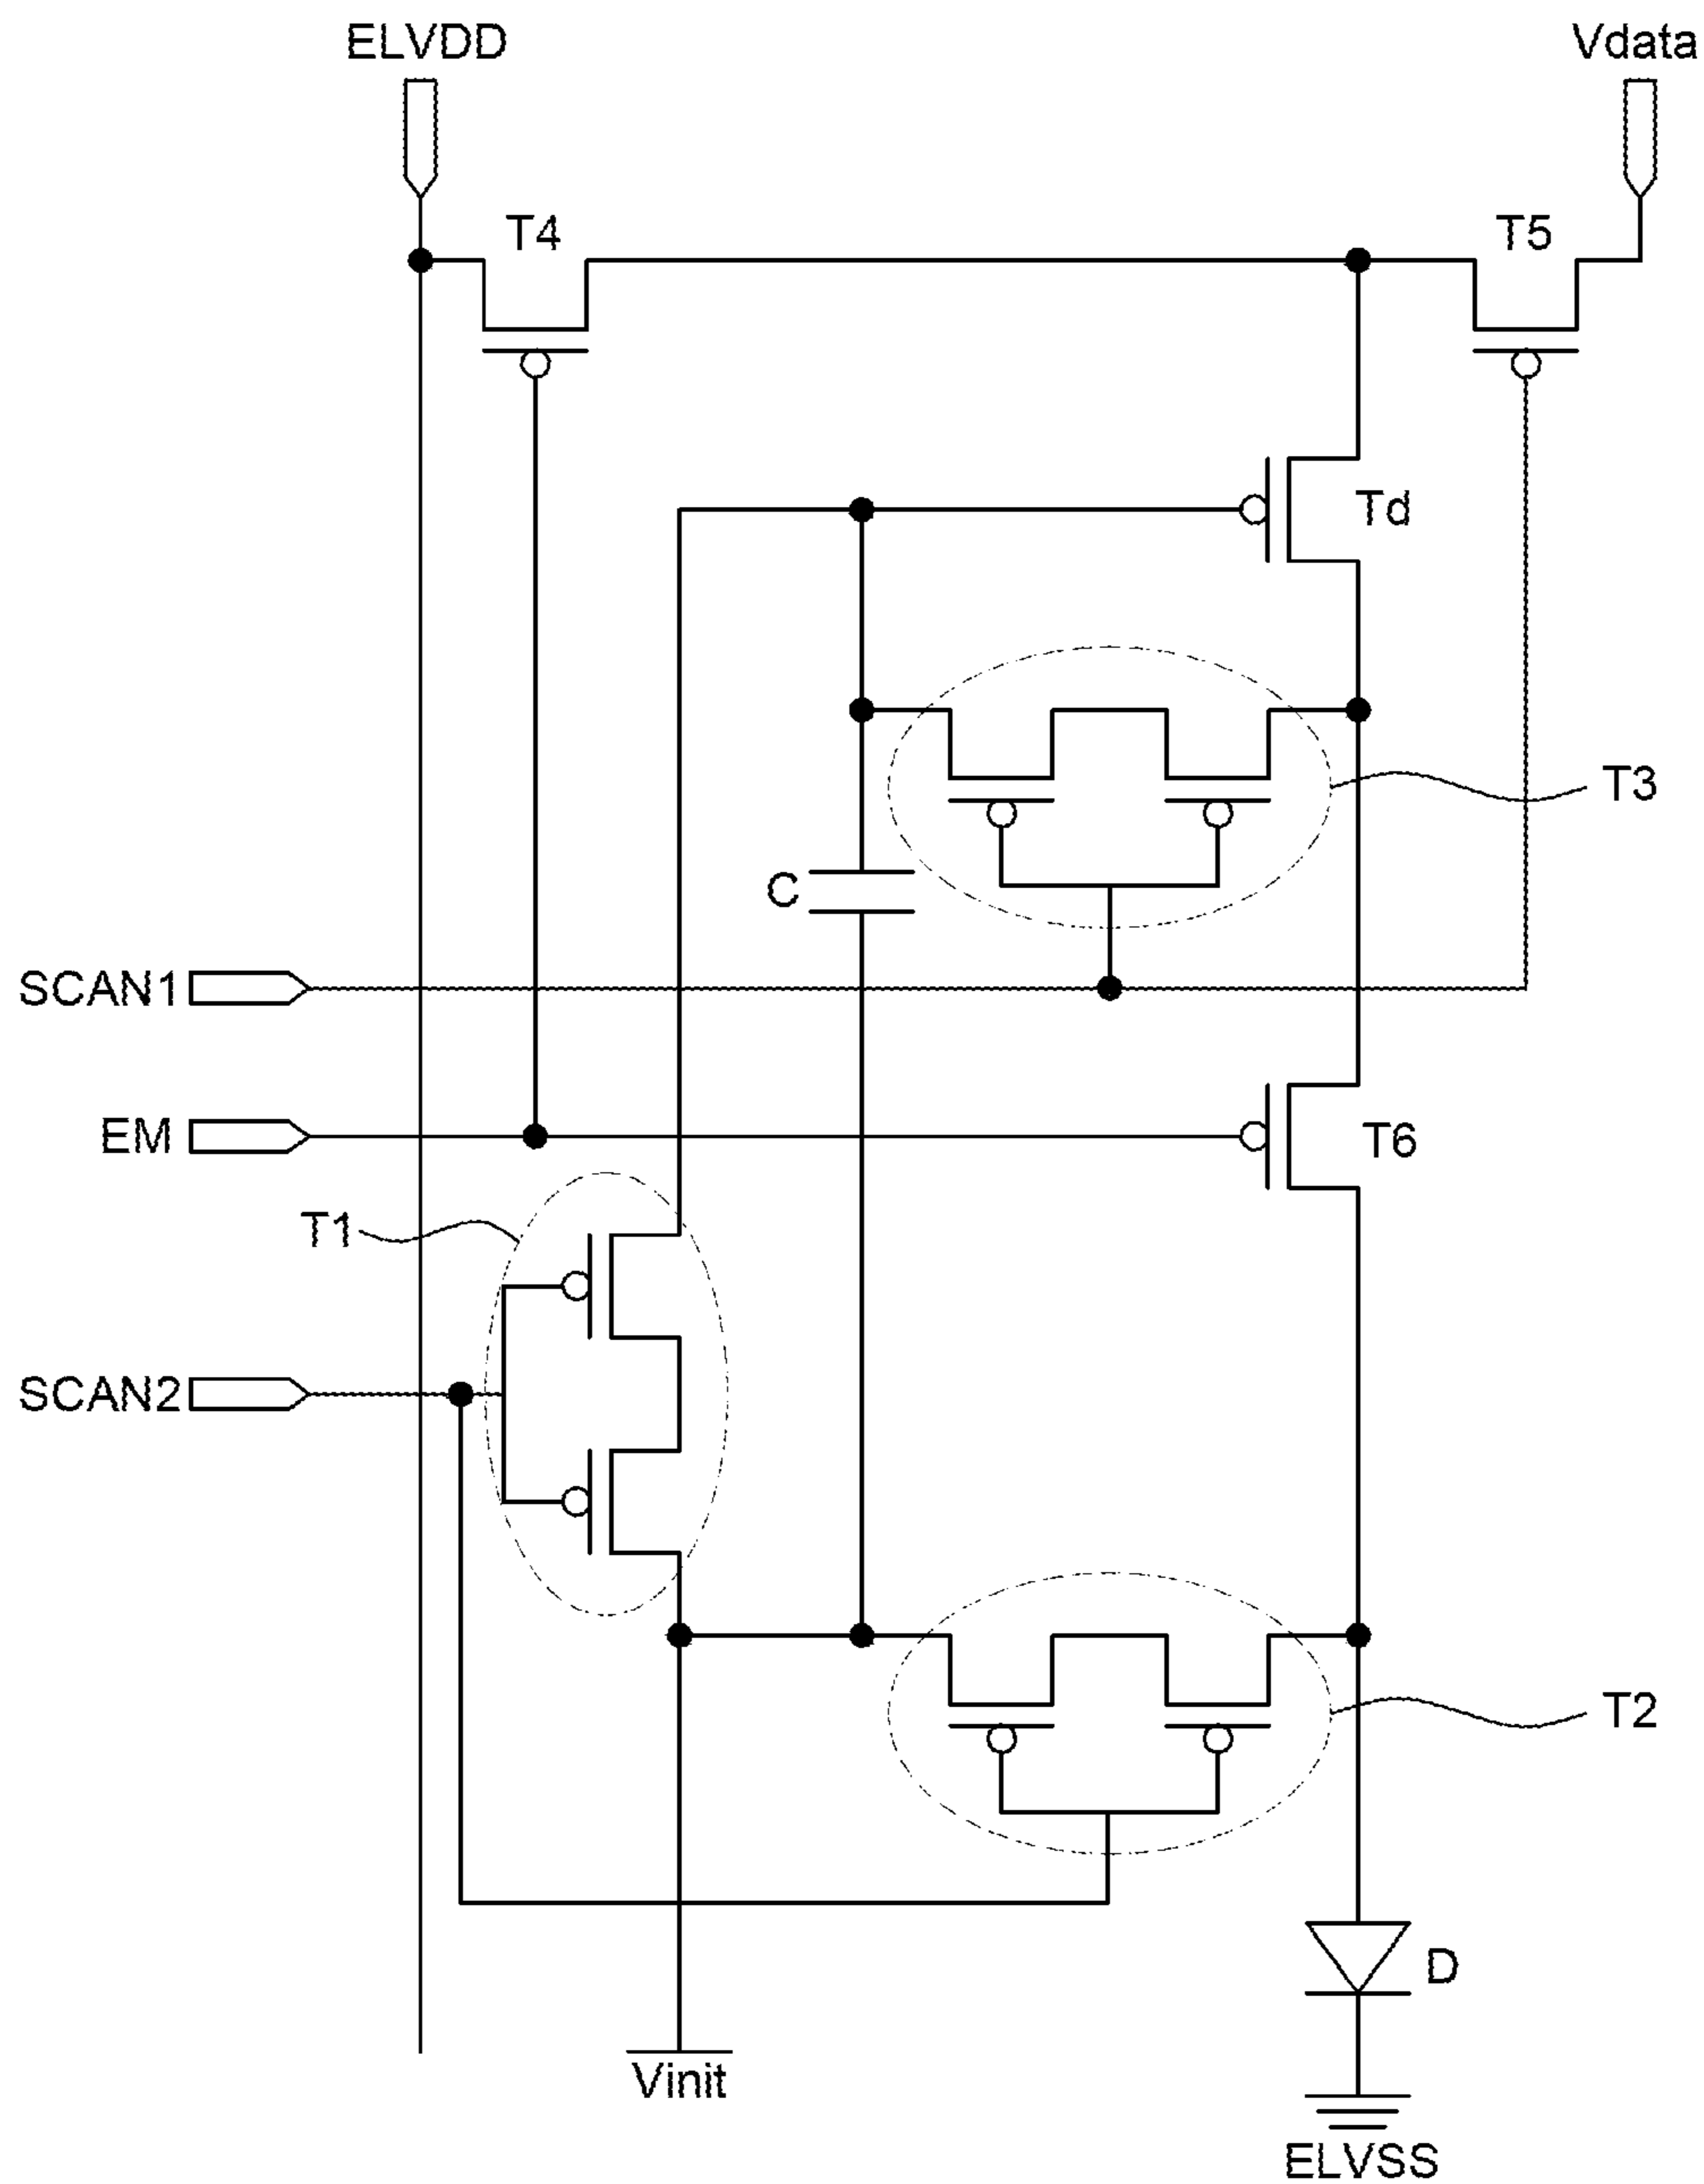 ELVDD
Vdata
T4
T5
Td
T3
C
SCAN1
EM
T6
T1
SCAN2
T2
D
Vinit
ELVSS